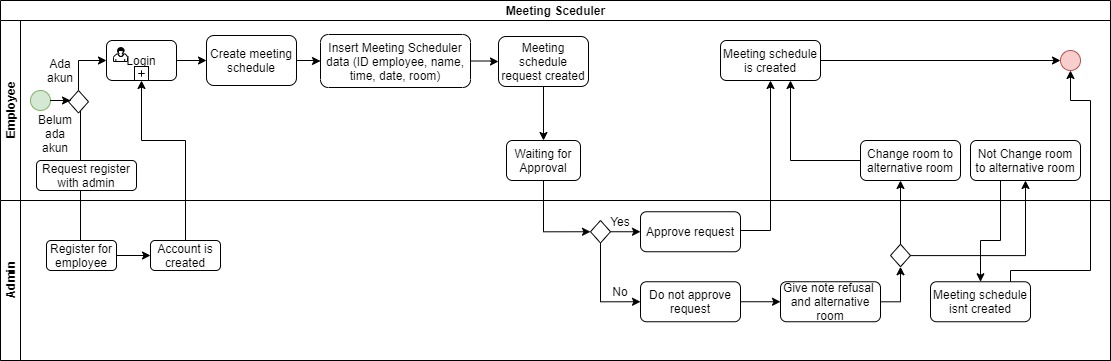 Meeting Sceduler
Employee
Ada
akun
Belum
ada
akun
Login
Create meeting
schedule
Insert Meeting Scheduler
data (ID employee, name,
time, date, room)
Meeting
schedule
request created
Meeting schedule
is created
Request register
with admin
Waiting for
Approval
Change room to
alternative room
Not Change room
to alternative room
Admin
Register for
employee
Account is
created
Yes
Approve request
No
Do not approve
request
Give note refusal
and alternative
room
Meeting schedule
isnt created